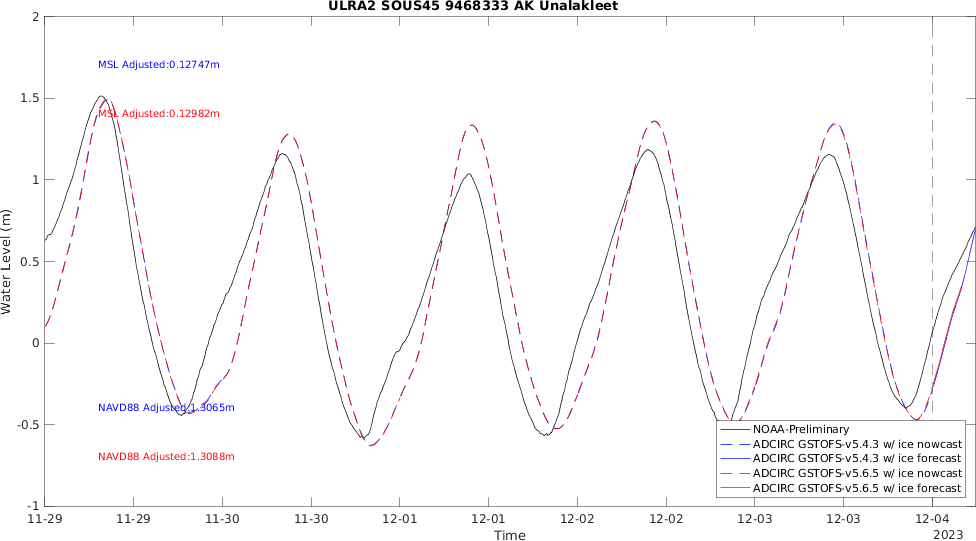 ULRA2 SOUS45 9468333 AK Unalakleet
2
1.5
1
0.5
0
-0.5
-1
Water Level (m)
MSL Adjusted:0.12747m
MSL Adjusted:0.12982m
NAVD88 Adjusted:1.3065m
NAVD88 Adjusted:1.3088m
NOAA-Preliminary
ADCIRC GSTOFS-v5.4.3 w/ ice nowcast
ADCIRC GSTOFS-v5.4.3 w/ ice forecast
ADCIRC GSTOFS-v5.6.5 w/ ice nowcast
ADCIRC GSTOFS-v5.6.5 w/ ice forecast
11-29 11-29 11-30 11-30 12-01 12-01 12-02 12-02 12-03 12-03 12-04
Time 2023